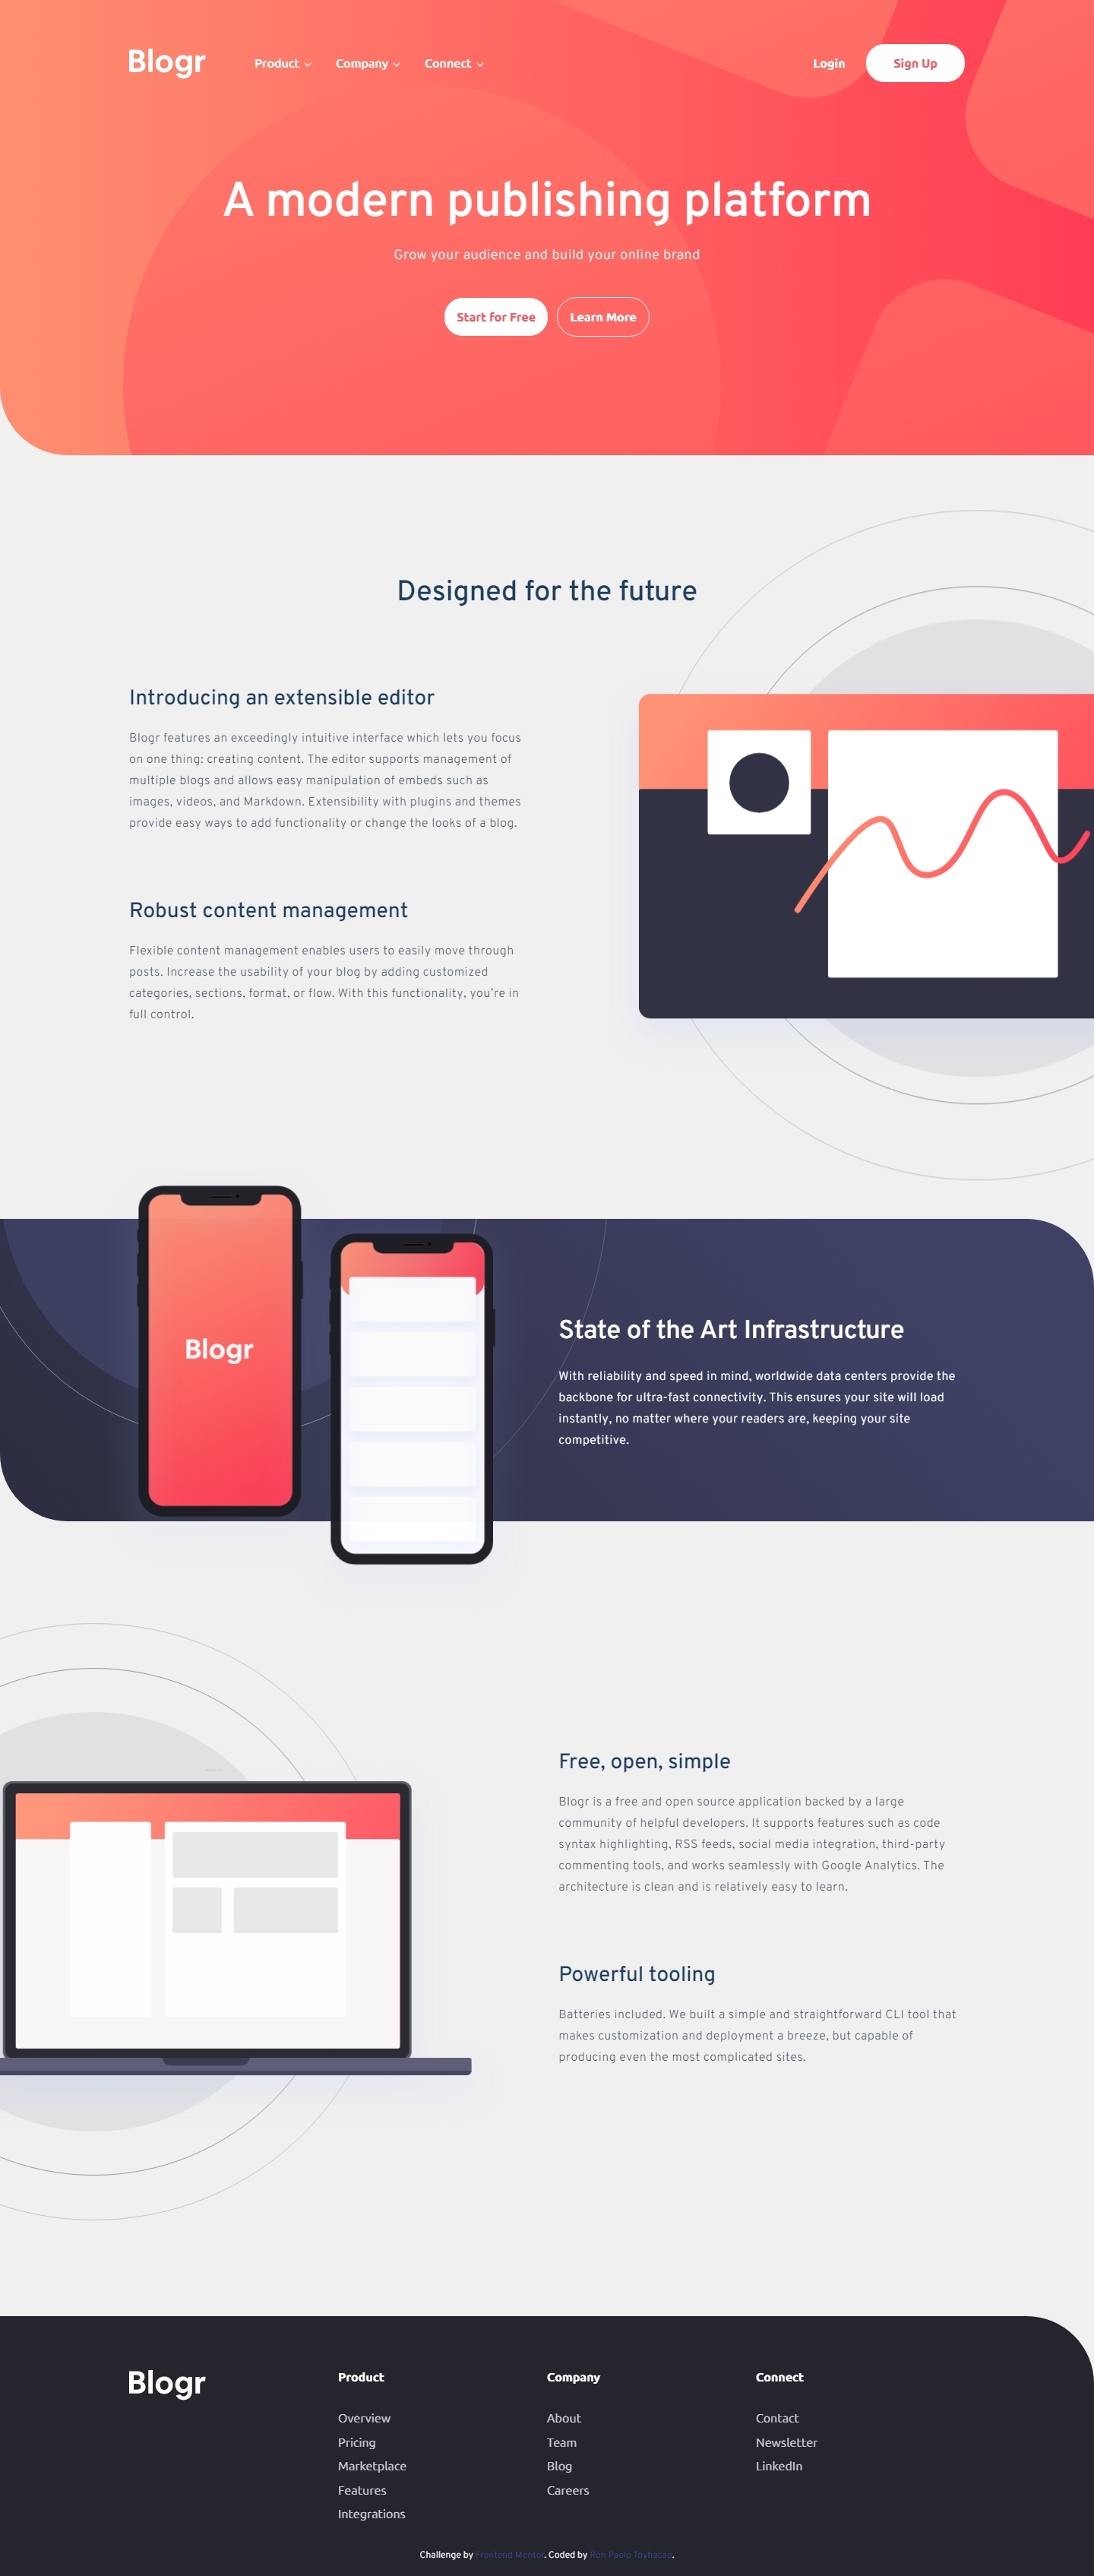 Blogr Product Company Connect Login Sign Up
A modern publishing platform
Grow your audience and build your online brand
Start for Free Learn More
Designed for the future
Introducing an extensible editor
Blogr features an exceedingly intuitive interface which lets you focus
on one thing: creating content. The editor supports management of
multiple blogs and allows easy manipulation of embeds such as
images, videos, and Markdown. Extensibility with plugins and themes
provide easy ways to add functionality or change the looks of a blog.
Robust content management
Flexible content management enables users to easily move through
posts. Increase the usability of your blog by adding customized
categories, sections, format, or flow. With this functionality, you're in
full control.
Blogr
State of the Art Infrastructure
With reliability and speed in mind, worldwide data centers provide the
backbone for ultra-fast connectivity. This ensures your site will load
instantly, no matter where your readers are, keeping your site
competitive.
Free, open, simple
Blogr is a free and open source application backed by a large
community of helpful developers. It supports features such as code
syntax highlighting, RSS feeds, social media integration, third-party
commenting tools, and works seamlessly with Google Analytics. The
architecture is clean and is relatively easy to learn.
Powerful tooling
Batteries included. We built a simple and straightforward CLI tool that
makes customization and deployment a breeze, but capable of
producing even the most complicated sites.
Blogr
Product
Overview
Pricing
Marketplace
Features
Integrations
Company
About
Team
Blog
Careers
Connect
Contact
Newsletter
LinkedIn
Challenge by Frontend Mentor. Coded by Ron Paolo Toyhacao.